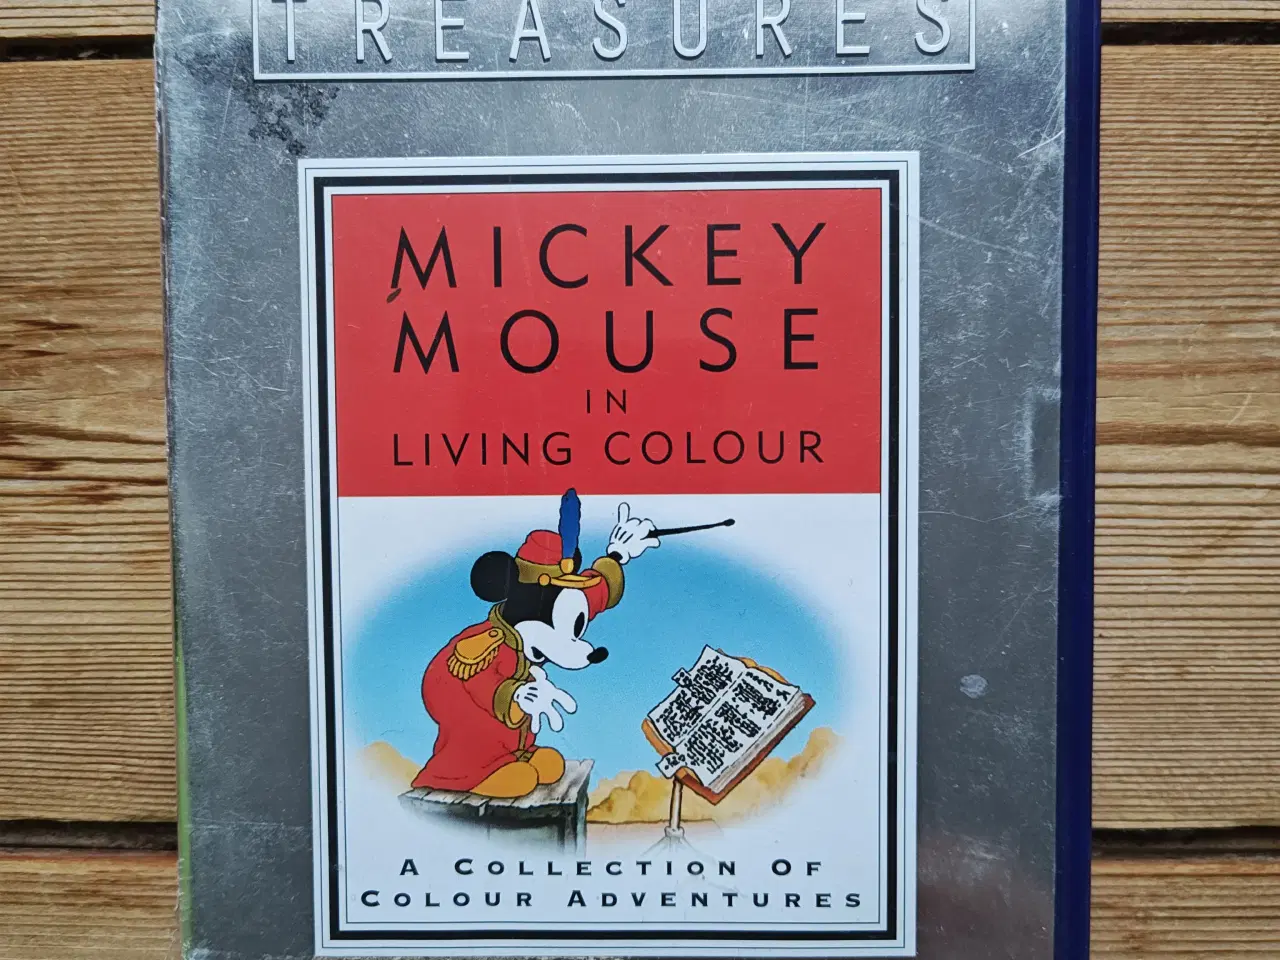 TREASURES
MICKEY
MOUSE
IN
LIVING COLOUR
A COLLECTION OF
COLOUR ADVENTURES